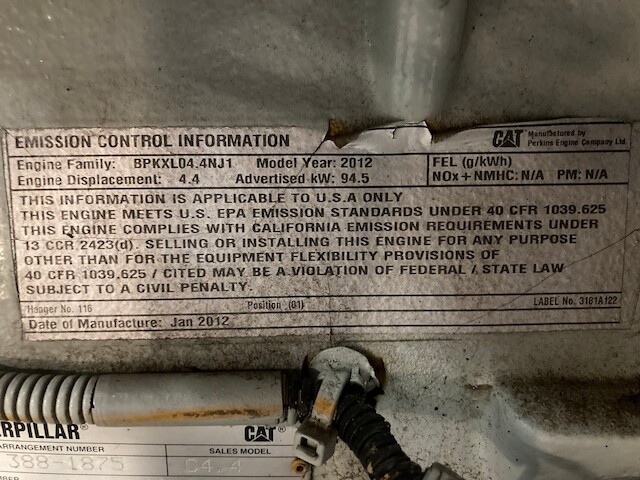 EMISSION CONTROL INFORMATION CAT Manufactured by
Perkins Engine Company Ltd.
Engine Family: BPKXL04.4NJ1 Model Year: 2012 FEL (g/kWh)
Engine Displacement: 4.4 Advertised kW: 94.5 NOx+NMHC: N/A PM: N/A
THIS INFORMATION IS APPLICABLE TO U.S.A ONLY
THIS ENGINE MEETS U.S. EPA EMISSION STANDARDS UNDER 40 CFR 1039.625
THIS ENGINE COMPLIES WITH CALIFORNIA EMISSION REQUIREMENTS UNDER
13 CCR 2423(d). SELLING OR INSTALLING THIS ENGINE FOR ANY PURPOSE
OTHER THAN FOR THE EQUIPMENT FLEXIBILITY PROVISIONS OF
40 CFR 1039.625 / CITED MAY BE A VIOLATION OF FEDERAL / STATE LAW
SUBJECT TO A CIVIL PENALTY.
Hanger No. 116 Position (01) LABEL No. 3181A122
Date of Manufacture: Jan 2012
ERPILLAR CAT
ARRANGEMENT NUMBER SALES MODEL
388-1875 C4.4
MBER